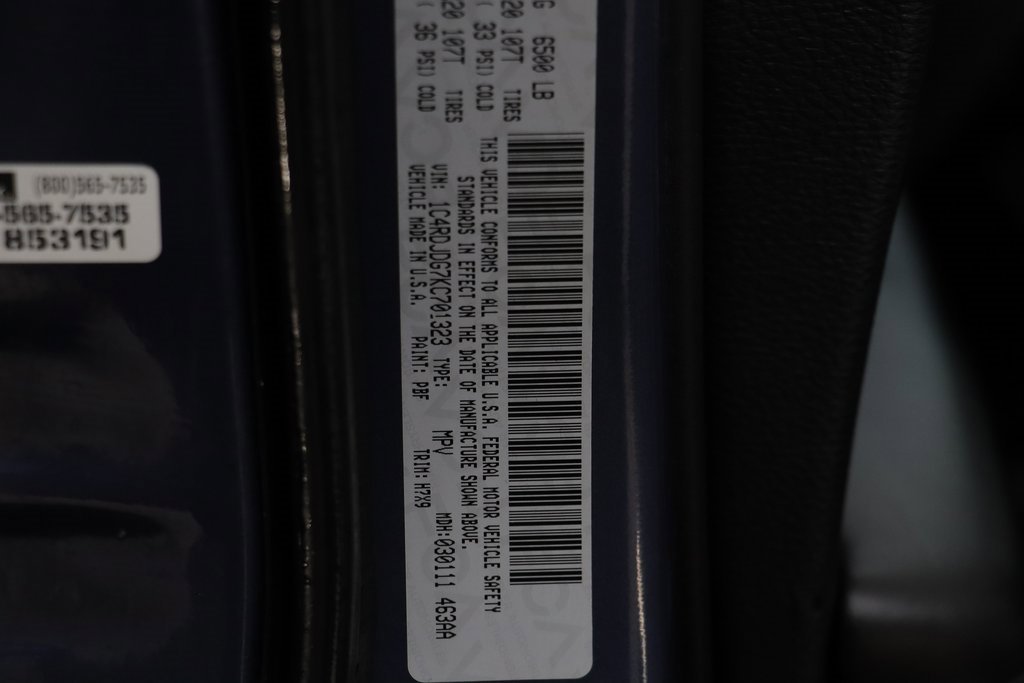 (800)565-7535
565-7535
853191
G 6500 LB
20 107T TIRES
( 33 PSI) COLD
20 107T TIRES
( 36 PSI) COLD
THIS VEHICLE CONFORMS TO ALL APPLICABLE U.S.A. FEDERAL MOTOR VEHICLE SAFETY
STANDARDS IN EFFECT ON THE DATE OF MANUFACTURE SHOWN ABOVE.
VIN: 1C4RDJDG7KC701323 TYPE: MPV MDH:030111 463AA
VEHICLE MADE IN U.S.A. PAINT: PBF TRIM: H7X9